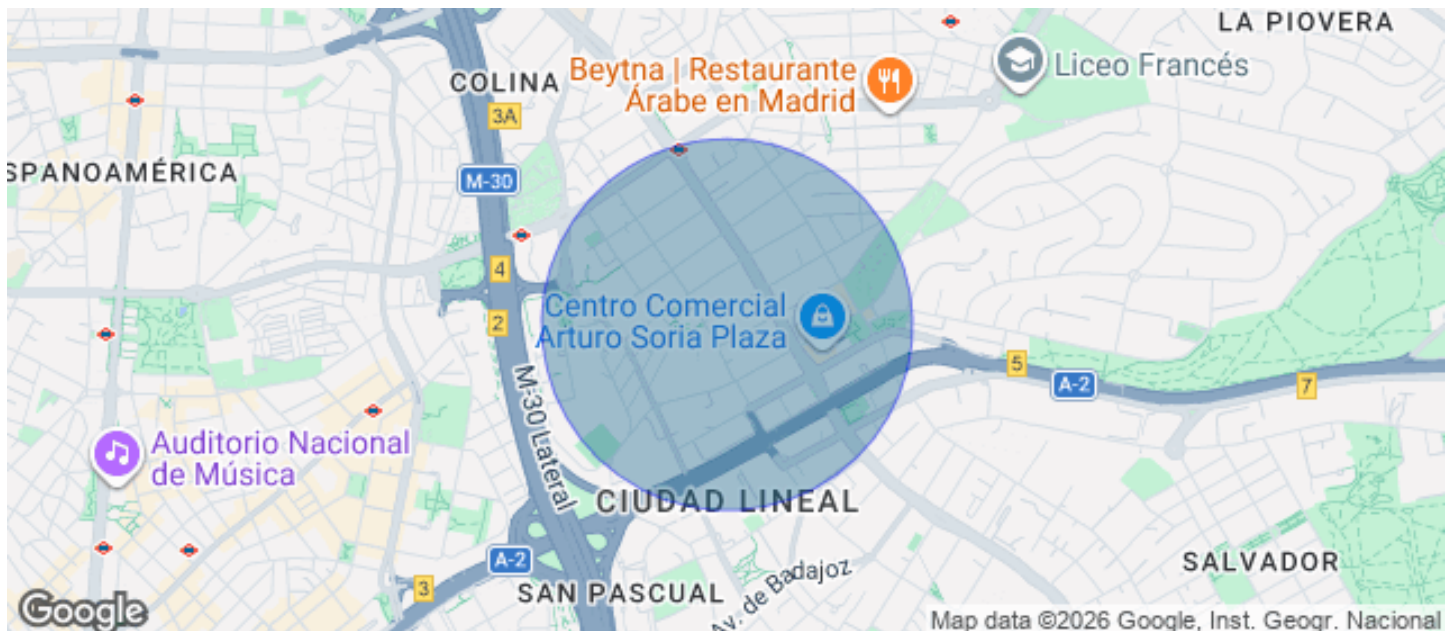 LA PIOVERA
COLINA
Beytna | Restaurante
Árabe en Madrid
Liceo Francés
3A
SPANOAMÉRICA
M-30
4
2
Centro Comercial
Arturo Soria Plaza
5
A-2
7
M-30 Lateral
Auditorio Nacional
de Música
CIUDAD LINEAL
A-2
3
SAN PASCUAL
Av. de Badajoz
SALVADOR
Google
Map data ©2026 Google, Inst. Geogr. Nacional